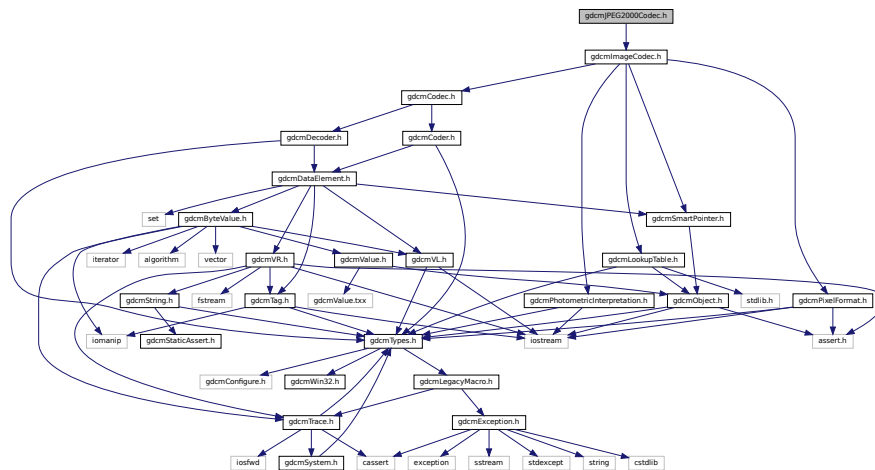 gdcmJPEG2000Codec.h
gdcmImageCodec.h
gdcmCodec.h
gdcmDecoder.h
gdcmCoder.h
gdcmDataElement.h
set
gdcmByteValue.h
gdcmSmartPointer.h
iterator
algorithm
vector
gdcmVR.h
gdcmValue.h
gdcmVL.h
gdcmLookupTable.h
gdcmString.h
fstream
gdcmTag.h
gdcmValue.txx
gdcmPhotometricInterpretation.h
gdcmObject.h
stdlib.h
gdcmPixelFormat.h
iomanip
gdcmStaticAssert.h
gdcmTypes.h
iostream
assert.h
gdcmConfigure.h
gdcmWin32.h
gdcmLegacyMacro.h
gdcmTrace.h
gdcmException.h
iosfwd
gdcmSystem.h
cassert
exception
sstream
stdexcept
string
cstdlib